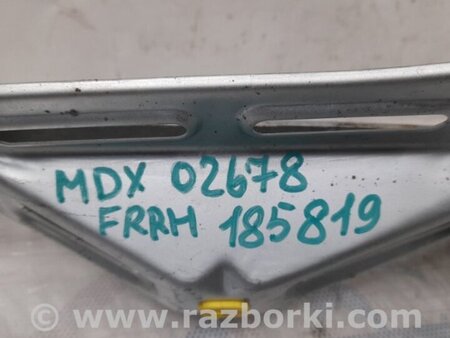 MDX 02678
FRRH 185819
www.razborki.com